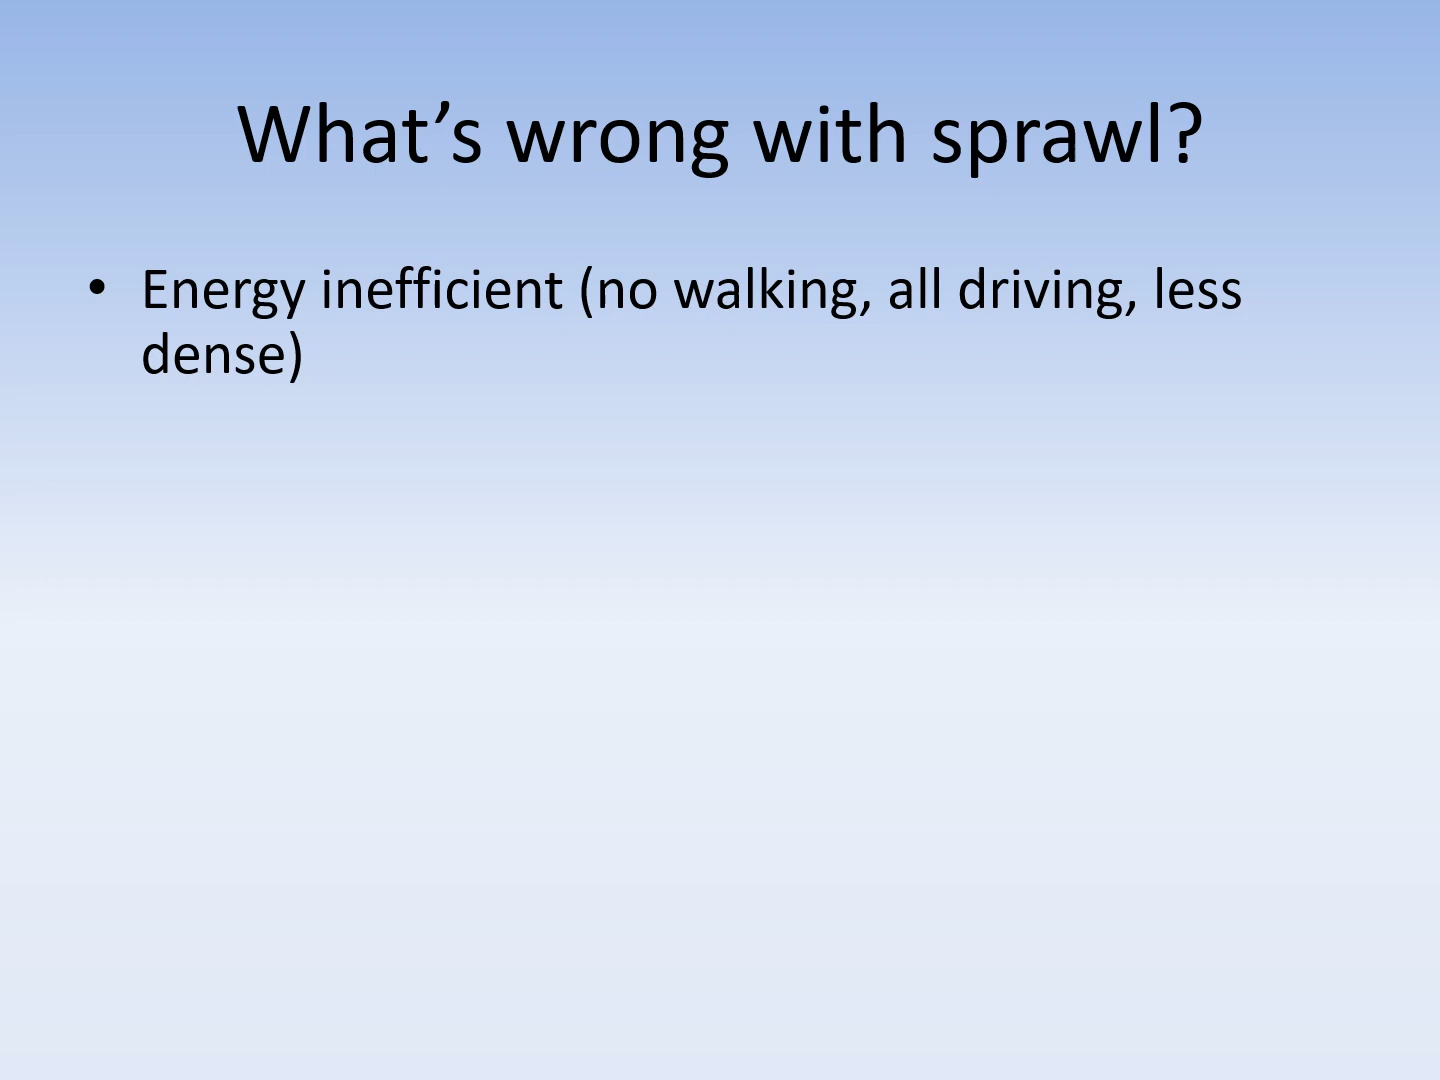 What’s wrong with sprawl?
• Energy inefficient (no walking, all driving, less
dense)